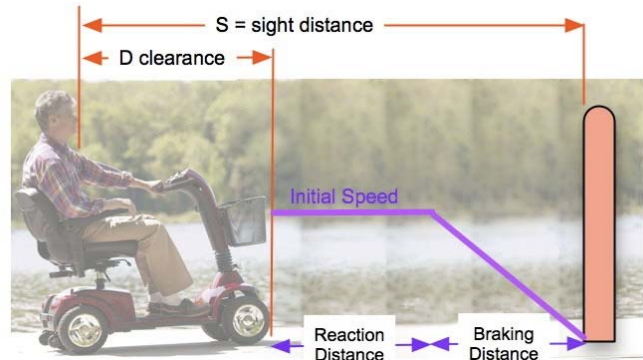 S = sight distance
D clearance
Initial Speed
Reaction
Distance
Braking
Distance